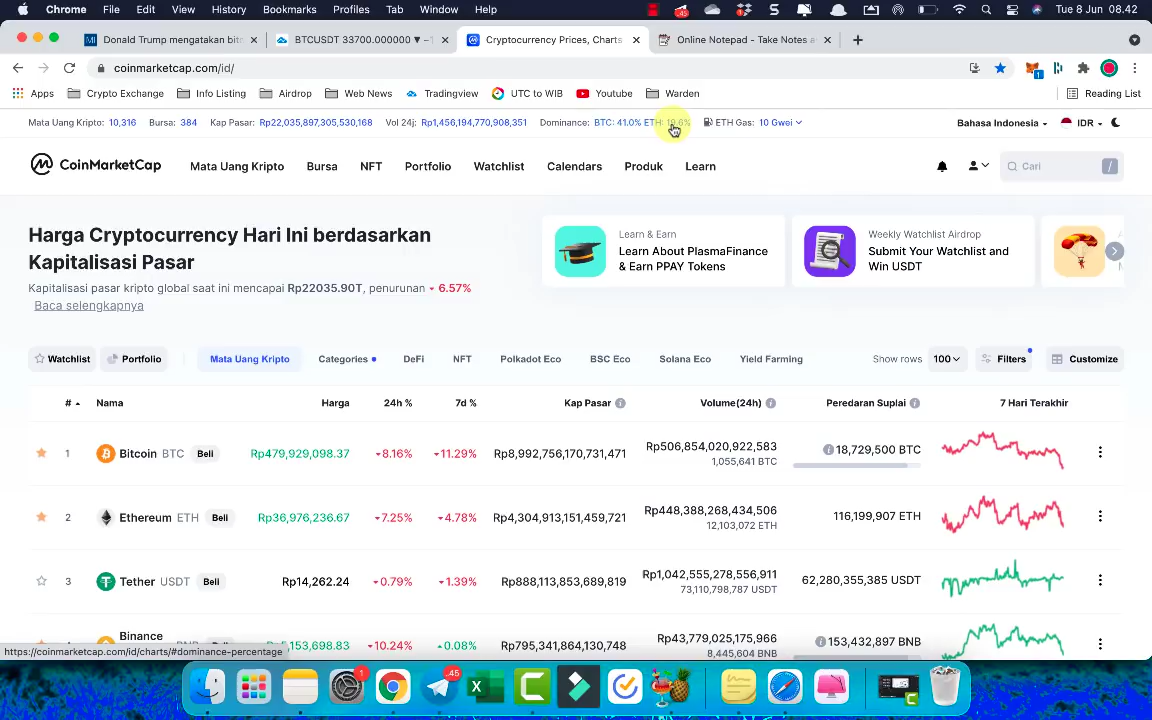 Chrome File Edit View History Bookmarks Profiles Tab Window Help 45 Tue 8 Jun 08.42
Donald Trump mengatakan bit × BTCUSDT 33700.000000 ▼ −1 × Cryptocurrency Prices, Charts × Online Notepad - Take Notes a × +
coinmarketcap.com/id/
Apps Crypto Exchange Info Listing Airdrop Web News Tradingview UTC to WIB Youtube Warden Reading List
Mata Uang Kripto: 10,316 Bursa: 384 Kap Pasar: Rp22,035,897,305,530,168 Vol 24j: Rp1,456,194,770,908,351 Dominance: BTC: 41.0% ETH: 19.6% ETH Gas: 10 Gwei Bahasa Indonesia IDR
CoinMarketCap Mata Uang Kripto Bursa NFT Portfolio Watchlist Calendars Produk Learn Cari /
Harga Cryptocurrency Hari Ini berdasarkan
Kapitalisasi Pasar
Kapitalisasi pasar kripto global saat ini mencapai Rp22035.90T, penurunan 6.57%
Baca selengkapnya
Learn & Earn
Learn About PlasmaFinance
& Earn PPAY Tokens
Weekly Watchlist Airdrop
Submit Your Watchlist and
Win USDT
Watchlist Portfolio Mata Uang Kripto Categories DeFi NFT Polkadot Eco BSC Eco Solana Eco Yield Farming Show rows 100 Filters Customize
# Nama Harga 24h % 7d % Kap Pasar Volume(24h) Peredaran Suplai 7 Hari Terakhir
1 Bitcoin BTC Beli Rp479,929,098.37 8.16% 11.29% Rp8,992,756,170,731,471 Rp506,854,020,922,583 18,729,500 BTC
1,055,641 BTC
2 Ethereum ETH Beli Rp36,976,236.67 7.25% 4.78% Rp4,304,913,151,459,721 Rp448,388,268,434,506 116,199,907 ETH
12,103,072 ETH
3 Tether USDT Beli Rp14,262.24 0.79% 1.39% Rp888,113,853,689,819 Rp1,042,555,278,556,911 62,280,355,385 USDT
73,110,798,787 USDT
Binance 10.24% 0.08% Rp795,341,864,130,748 Rp43,779,025,175,966 153,432,897 BNB
8,445,604 BNB
https://coinmarketcap.com/id/charts/#dominance-percentage
1 45